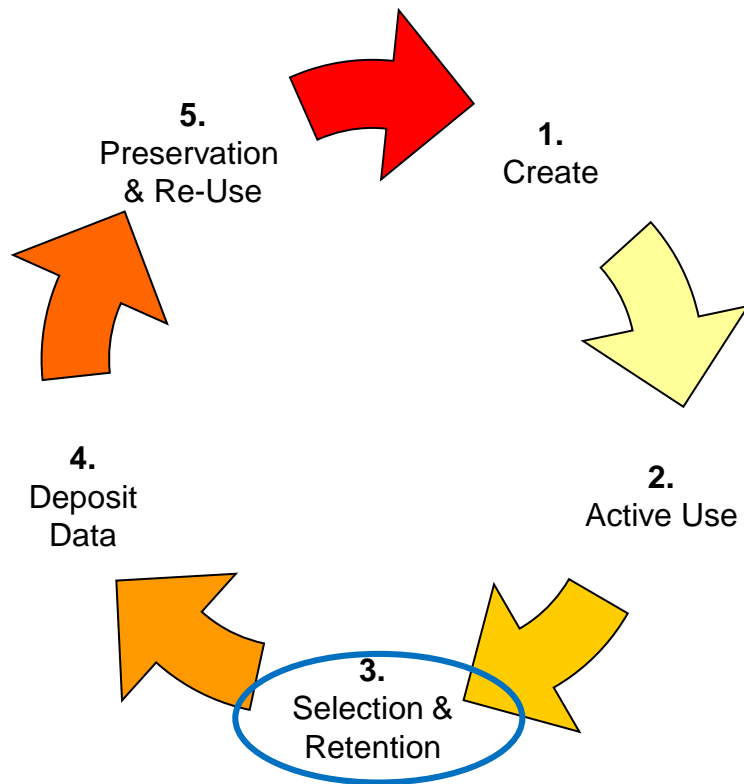 1.
Create
2.
Active Use
3.
Selection &
Retention
4.
Deposit
Data
5.
Preservation
& Re-Use